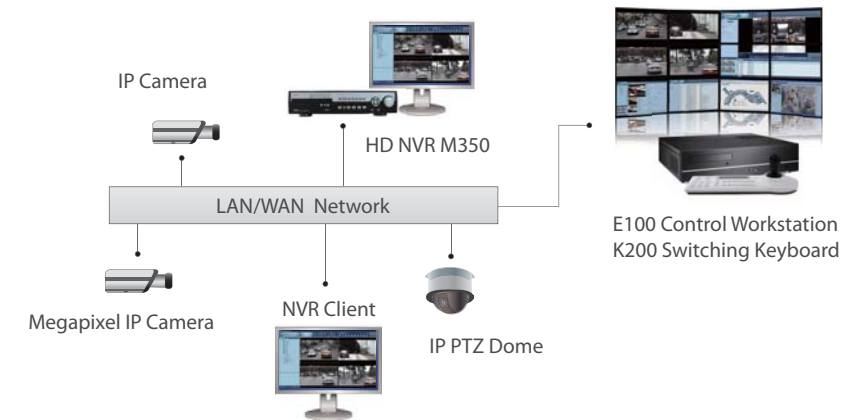 IP Camera
HD NVR M350
LAN/WAN Network
E100 Control Workstation
K200 Switching Keyboard
Megapixel IP Camera
NVR Client
IP PTZ Dome